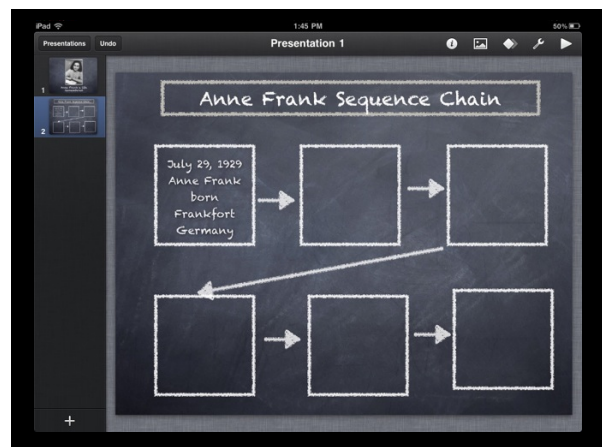 iPad 1:45 PM 50%
Presentations Undo Presentation 1
Anne Frank Sequence Chain
July 29, 1929
Anne Frank
born
Frankfort
Germany
1
2